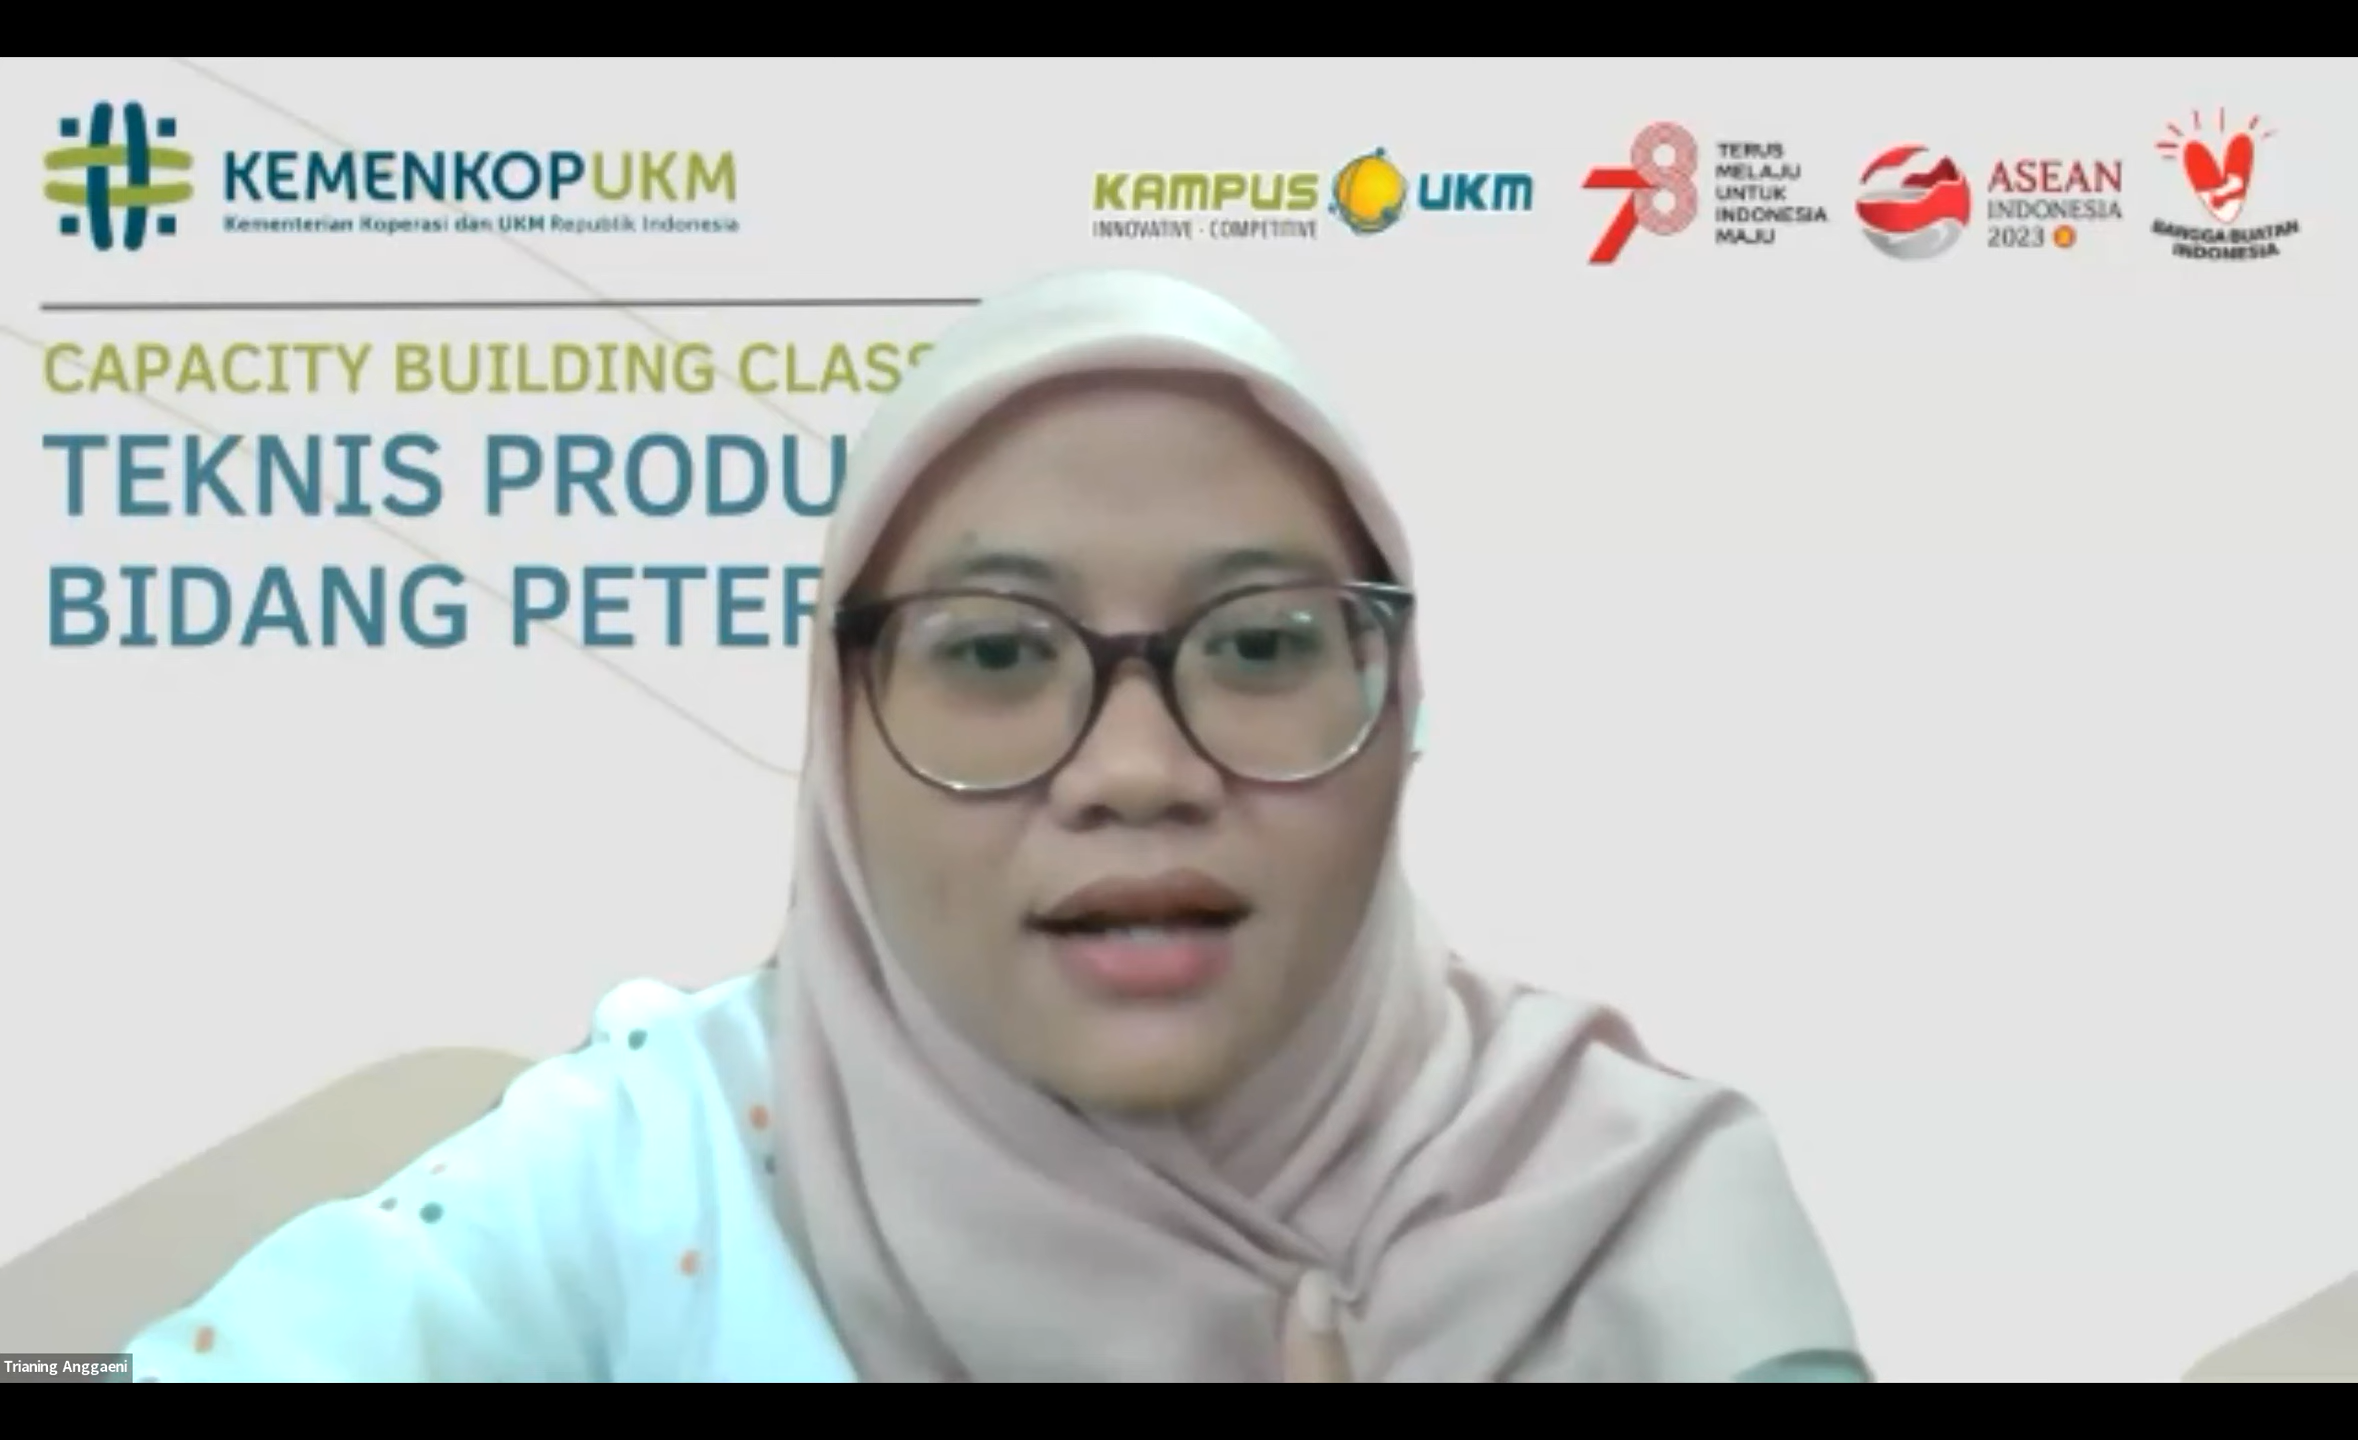 KEMENKOPUKM
Kementerian Koperasi dan UKM Republik Indonesia
KAMPUS UKM
INNOVATIVE - COMPETITIVE
78
TERUS
MELAJU
UNTUK
INDONESIA
MAJU
ASEAN
INDONESIA
2023
BANGGA BUATAN
INDONESIA
CAPACITY BUILDING CLASS
TEKNIS PRODU
BIDANG PETER
Trianing Anggaeni